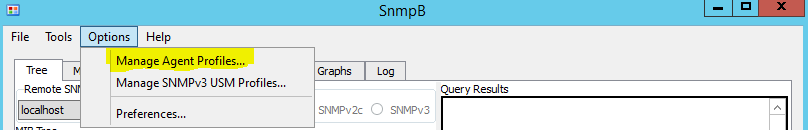 SnmpB
File Tools Options Help
Manage Agent Profiles...
Manage SNMPv3 USM Profiles...
Preferences...
Tree M Graphs Log
Remote SNM Query Results
localhost SNMPv2c SNMPv3
MIB Tree